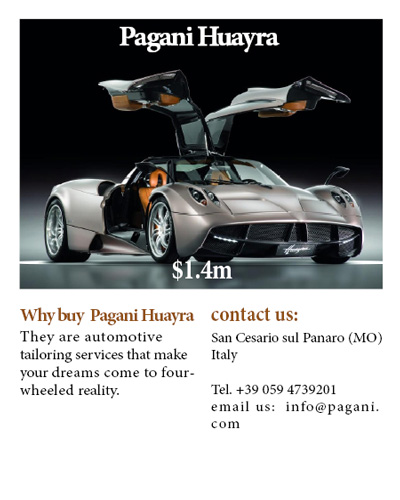 Pagani Huayra
Huayra
$1.4m
Why buy Pagani Huayra
They are automotive
tailoring services that make
your dreams come to four-
wheeled reality.
contact us:
San Cesario sul Panaro (MO)
Italy
Tel. +39 059 4739201
email us: info@pagani.
com